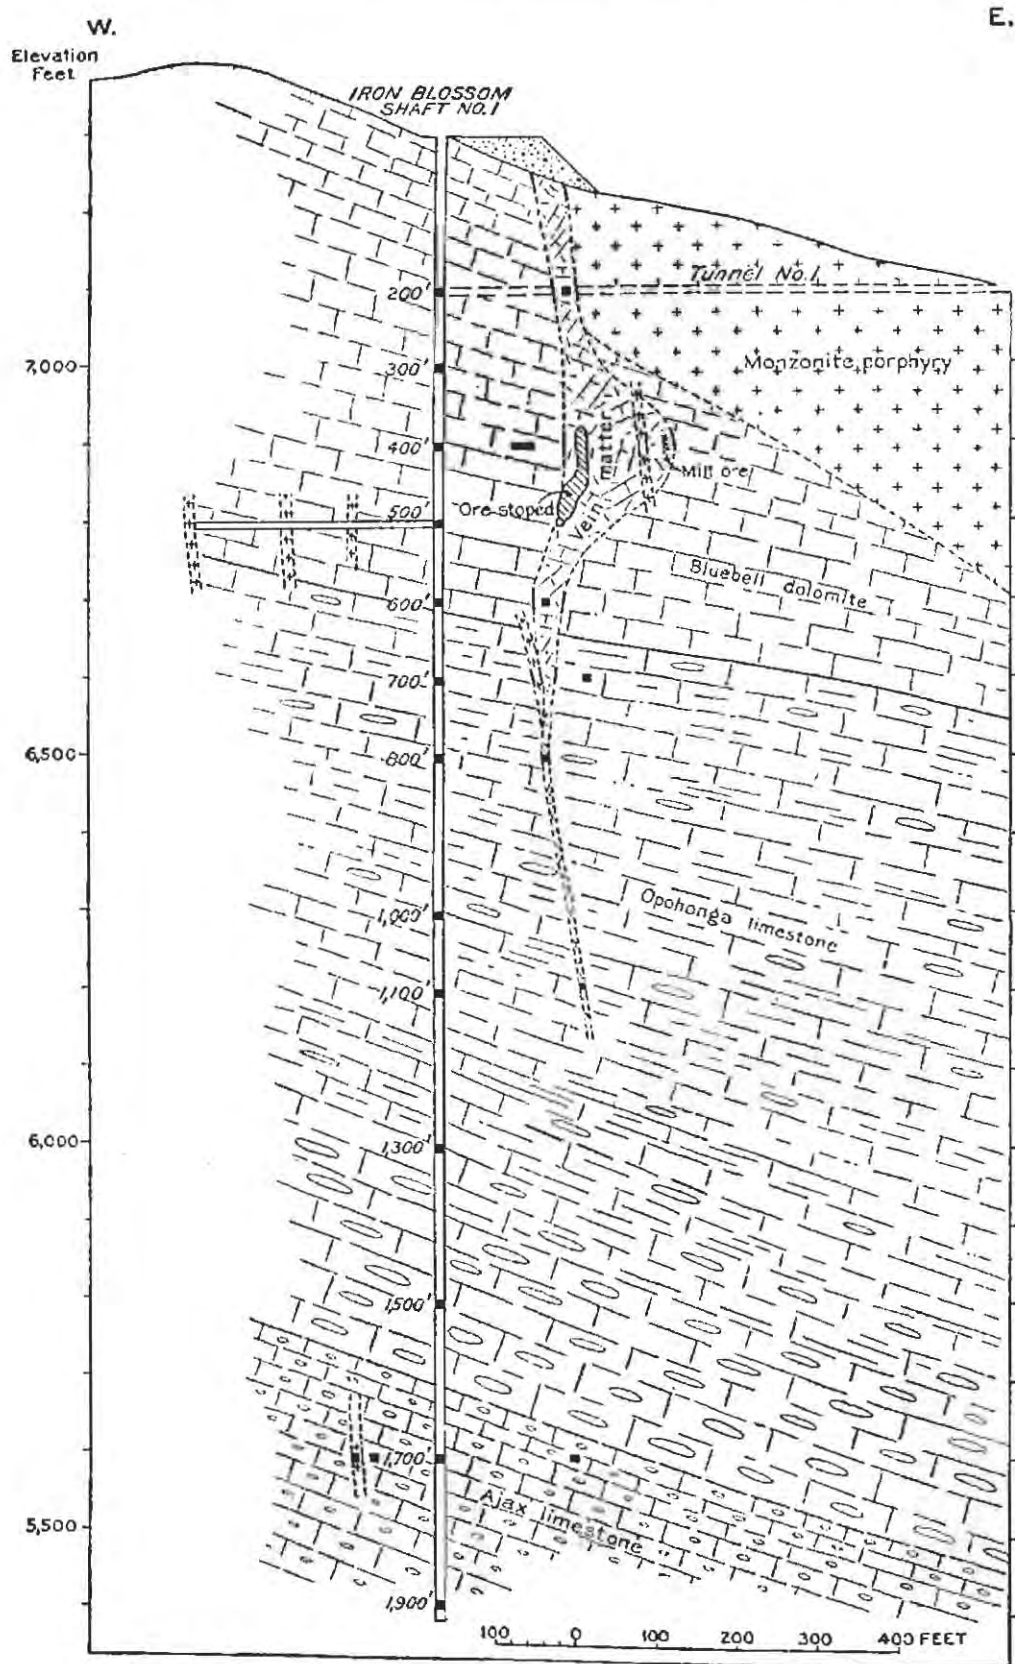 W.
E.
Elevation
Feet
IRON BLOSSOM
SHAFT NO.1
200'
Tunnel No.1
7,000
300'
Monzonite porphyry
400'
Vein matter
Mill ore
Ore stoped
500'
Bluebell dolomite
600'
700'
6,500
800'
Opohonga limestone
1,000'
1,100'
6,000
1,300'
1,500'
1,700'
Ajax limestone
5,500
1,900'
100 0 100 200 300 400 FEET